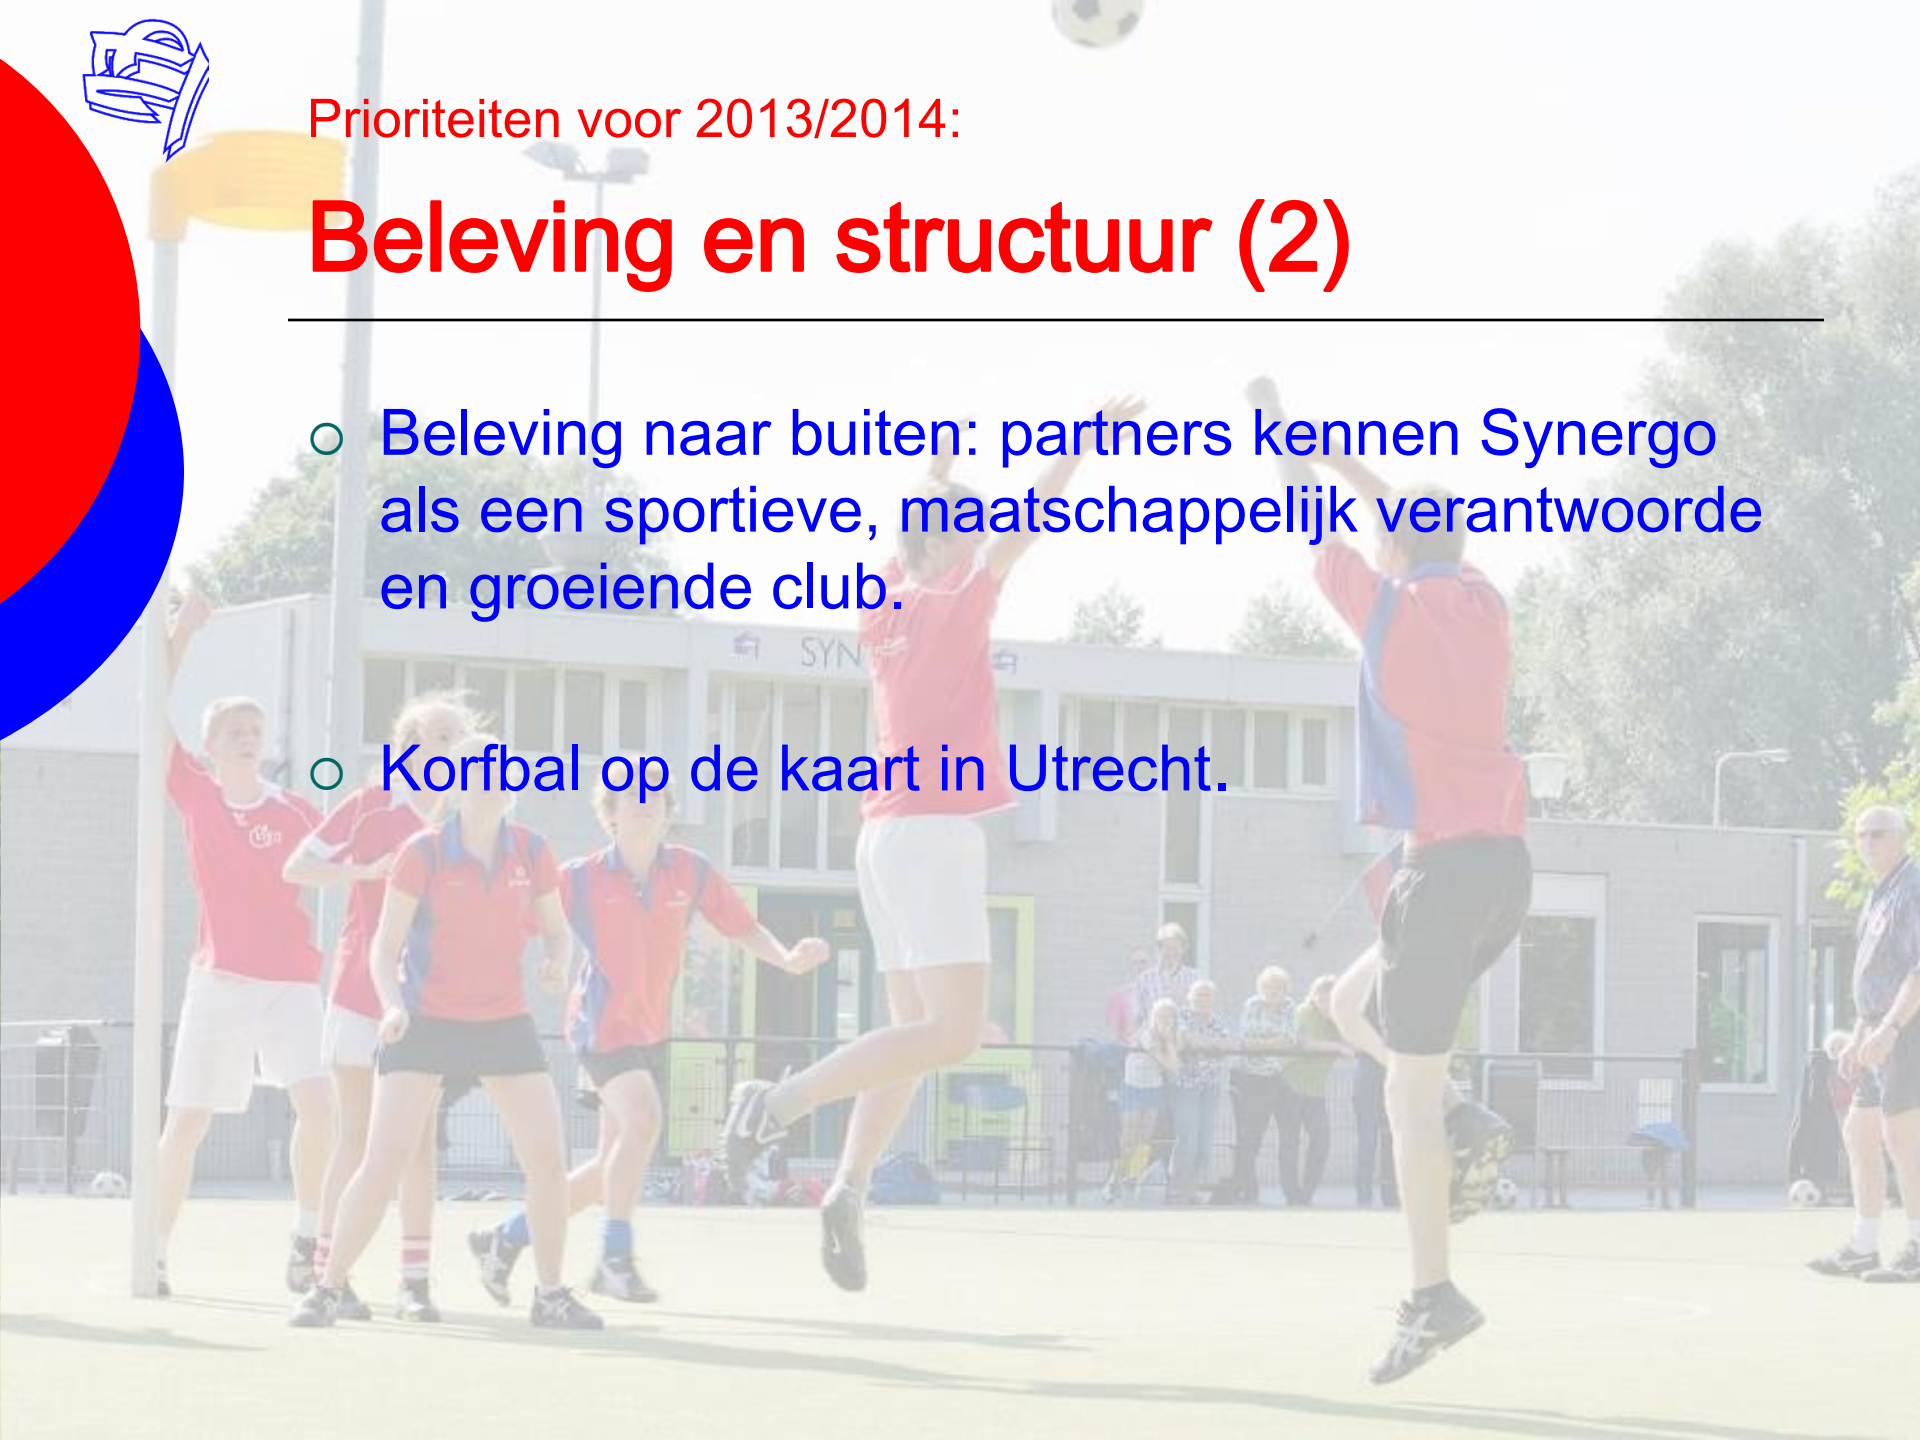 Prioriteiten voor 2013/2014:
Beleving en structuur (2)
Beleving naar buiten: partners kennen Synergo
als een sportieve, maatschappelijk verantwoorde
en groeiende club.
SYN
Korfbal op de kaart in Utrecht.